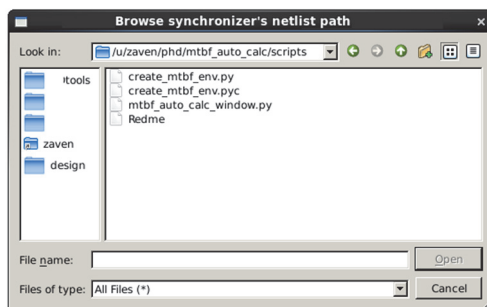 Browse synchronizer's netlist path
Look in: /u/zaven/phd/mtbf_auto_calc/scripts
tools
zaven
design
create_mtbf_env.py
create_mtbf_env.pyc
mtbf_auto_calc_window.py
Redme
File name: Open
Files of type: All Files (*) Cancel